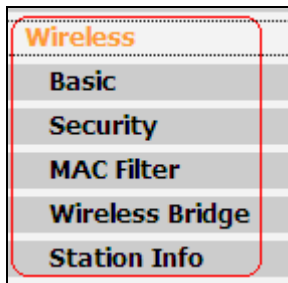 Wireless
Basic
Security
MAC Filter
Wireless Bridge
Station Info